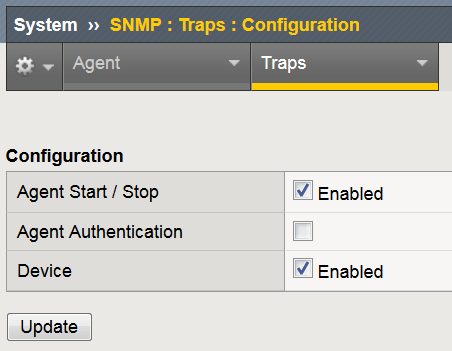 System ›› SNMP : Traps : Configuration
Agent Traps
Configuration
Agent Start / Stop Enabled
Agent Authentication
Device Enabled
Update